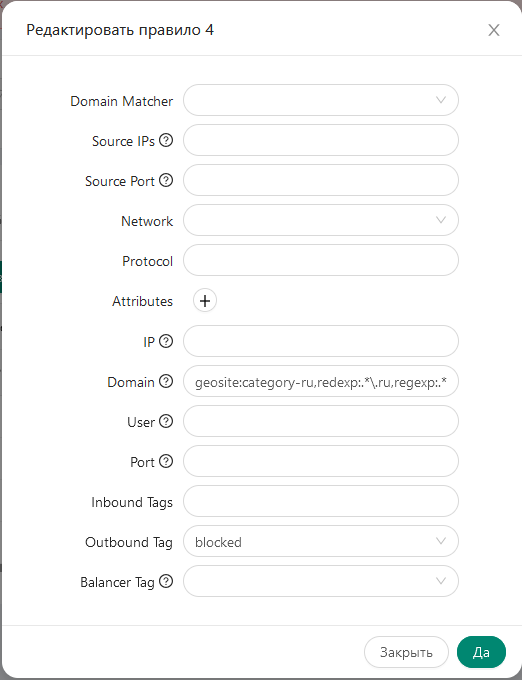 Редактировать правило 4
Domain Matcher
Source IPs
Source Port
Network
Protocol
Attributes
IP
Domain geosite:category-ru,redexp:.*\.ru,regexp:.*
User
Port
Inbound Tags
Outbound Tag blocked
Balancer Tag
Закрыть Да